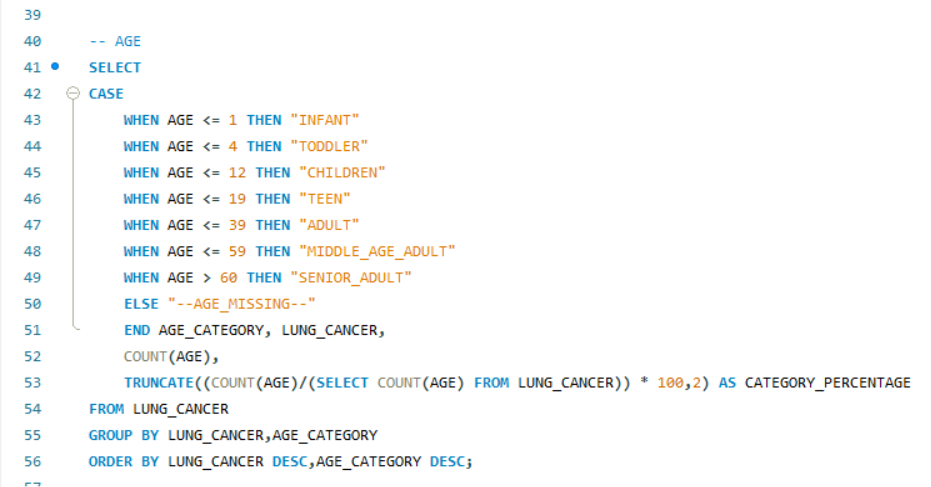 39
40 -- AGE
41 SELECT
42 CASE
43 WHEN AGE <= 1 THEN "INFANT"
44 WHEN AGE <= 4 THEN "TODDLER"
45 WHEN AGE <= 12 THEN "CHILDREN"
46 WHEN AGE <= 19 THEN "TEEN"
47 WHEN AGE <= 39 THEN "ADULT"
48 WHEN AGE <= 59 THEN "MIDDLE_AGE_ADULT"
49 WHEN AGE > 60 THEN "SENIOR_ADULT"
50 ELSE "--AGE_MISSING--"
51 END AGE_CATEGORY, LUNG_CANCER,
52 COUNT(AGE),
53 TRUNCATE((COUNT(AGE)/(SELECT COUNT(AGE) FROM LUNG_CANCER)) * 100,2) AS CATEGORY_PERCENTAGE
54 FROM LUNG_CANCER
55 GROUP BY LUNG_CANCER,AGE_CATEGORY
56 ORDER BY LUNG_CANCER DESC,AGE_CATEGORY DESC;
57